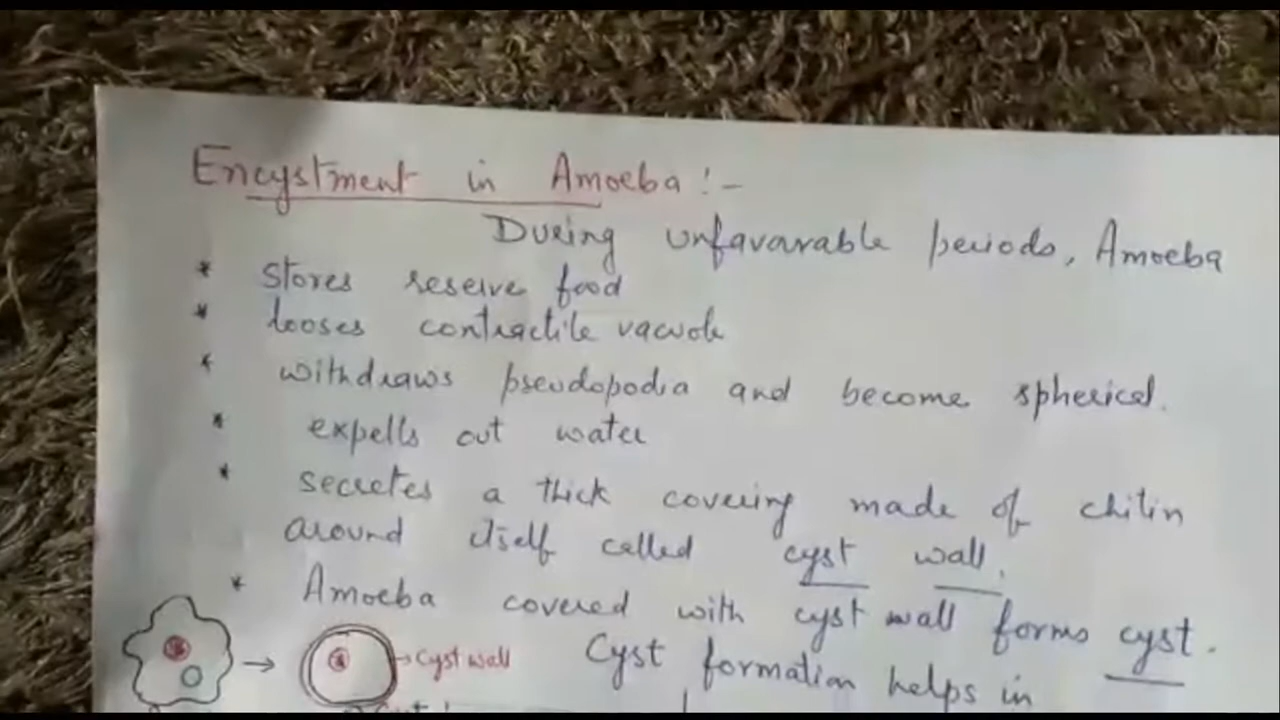 Encystment in Amoeba :-
During unfavourable periods, Amoeba
* stores reserve food
* looses contractile vacuole
* withdraws pseudopodia and become spherical.
* expells out water
* secretes a thick covering made of chitin
around itself called cyst wall.
* Amoeba covered with cyst wall forms cyst.
→ Cyst wall
Cyst formation helps in